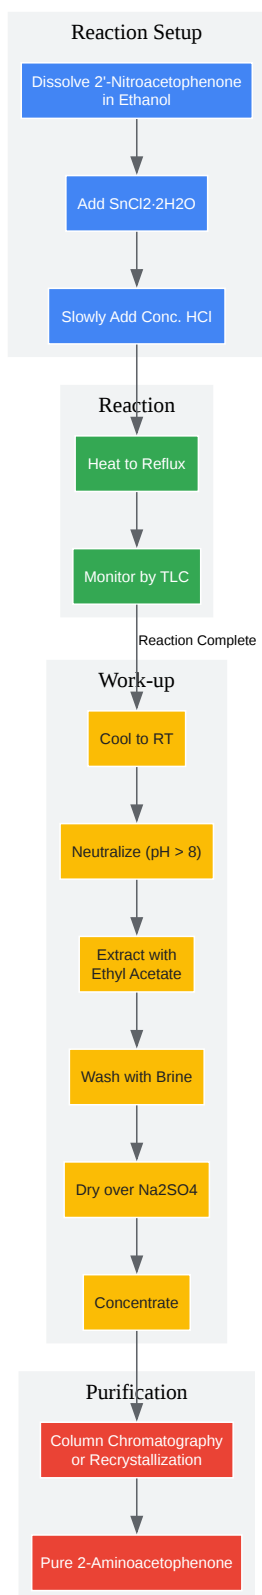 Reaction Setup
Dissolve 2'-Nitroacetophenone
in Ethanol
Add SnCl2·2H2O
Slowly Add Conc. HCl
Reaction
Heat to Reflux
Monitor by TLC
Reaction Complete
Work-up
Cool to RT
Neutralize (pH > 8)
Extract with
Ethyl Acetate
Wash with Brine
Dry over Na2SO4
Concentrate
Purification
Column Chromatography
or Recrystallization
Pure 2-Aminoacetophenone